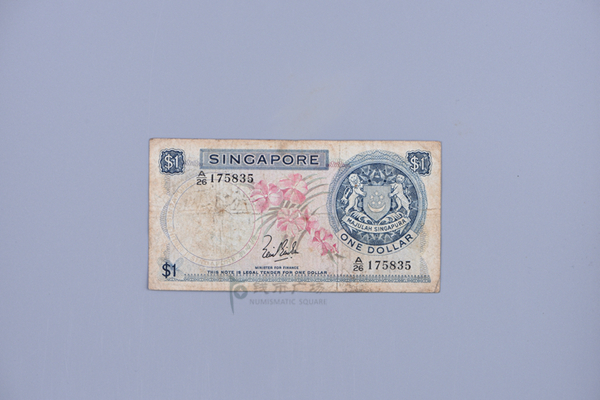 $1
SINGAPORE
$1
A/26 175835
MAJULAH SINGAPURA
ONE DOLLAR
A/26 175835
MINISTER FOR FINANCE
THIS NOTE IS LEGAL TENDER FOR ONE DOLLAR
$1
NUMISMATIC SQUARE